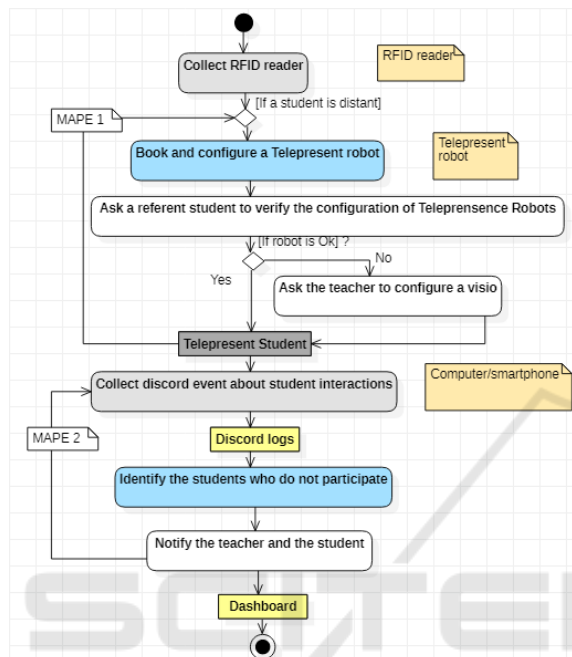 Collect RFID reader
RFID reader
[If a student is distant]
MAPE 1
Book and configure a Telepresent robot
Telepresent
robot
Ask a referent student to verify the configuration of Teleprensence Robots
[If robot is Ok] ?
No
Yes
Ask the teacher to configure a visio
Telepresent Student
Computer/smartphone
Collect discord event about student interactions
MAPE 2
Discord logs
Identify the students who do not participate
Notify the teacher and the student
Dashboard
SCITE